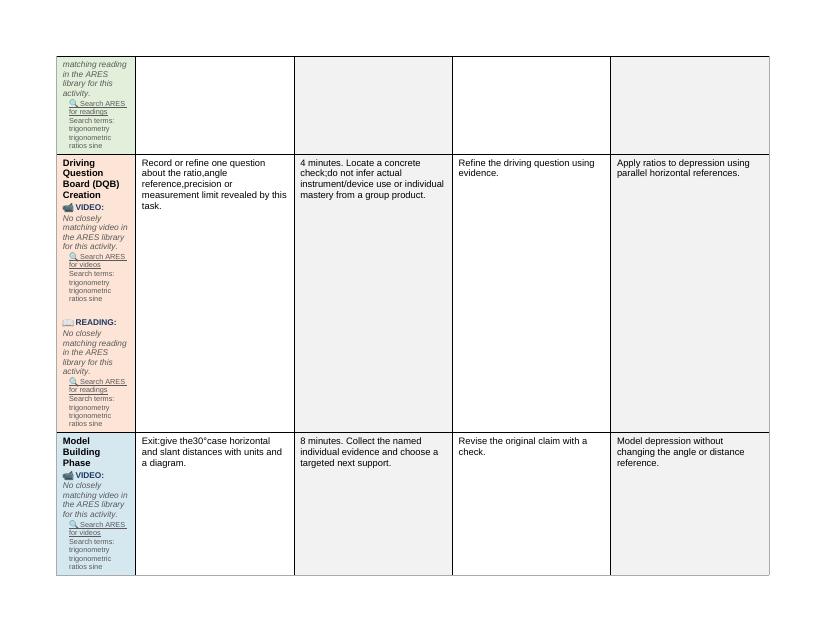 matching reading
in the ARES
library for this
activity.
🔍 Search ARES
for readings
Search terms:
trigonometry
trigonometric
ratios sine
Driving
Question
Board (DQB)
Creation
📹 VIDEO:
No closely
matching video in
the ARES library
for this activity.
🔍 Search ARES
for videos
Search terms:
trigonometry
trigonometric
ratios sine
📖 READING:
No closely
matching reading
in the ARES
library for this
activity.
🔍 Search ARES
for readings
Search terms:
trigonometry
trigonometric
ratios sine
Record or refine one question
about the ratio,angle
reference,precision or
measurement limit revealed by this
task.
4 minutes. Locate a concrete
check;do not infer actual
instrument/device use or individual
mastery from a group product.
Refine the driving question using
evidence.
Apply ratios to depression using
parallel horizontal references.
Model
Building
Phase
📹 VIDEO:
No closely
matching video in
the ARES library
for this activity.
🔍 Search ARES
for videos
Search terms:
trigonometry
trigonometric
ratios sine
Exit:give the30°case horizontal
and slant distances with units and
a diagram.
8 minutes. Collect the named
individual evidence and choose a
targeted next support.
Revise the original claim with a
check.
Model depression without
changing the angle or distance
reference.